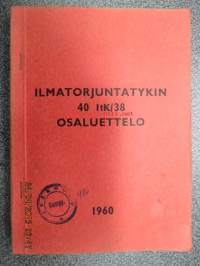 ILMATORJUNTATYKIN
40 ItK/38
OSALUETTELO
1960